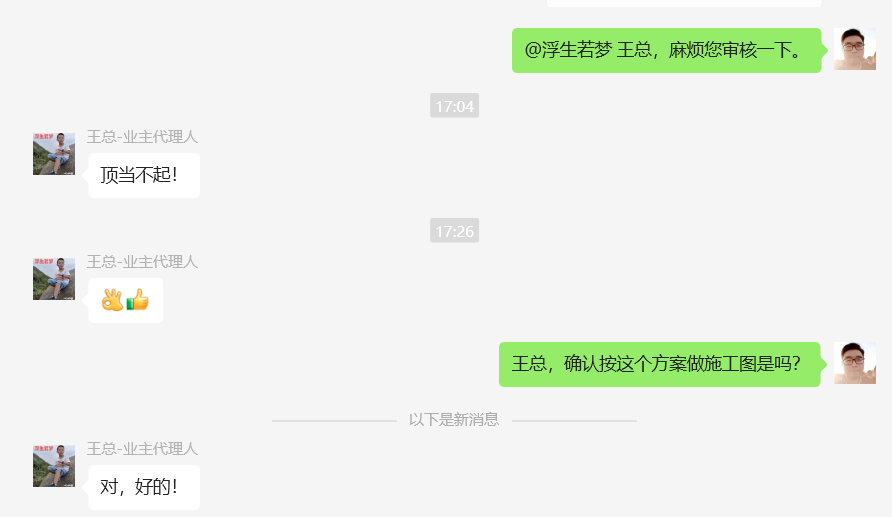 @浮生若梦 王总，麻烦您审核一下。
17:04
王总-业主代理人
顶当不起！
17:26
王总-业主代理人
王总，确认按这个方案做施工图是吗？
以下是新消息
王总-业主代理人
对，好的！